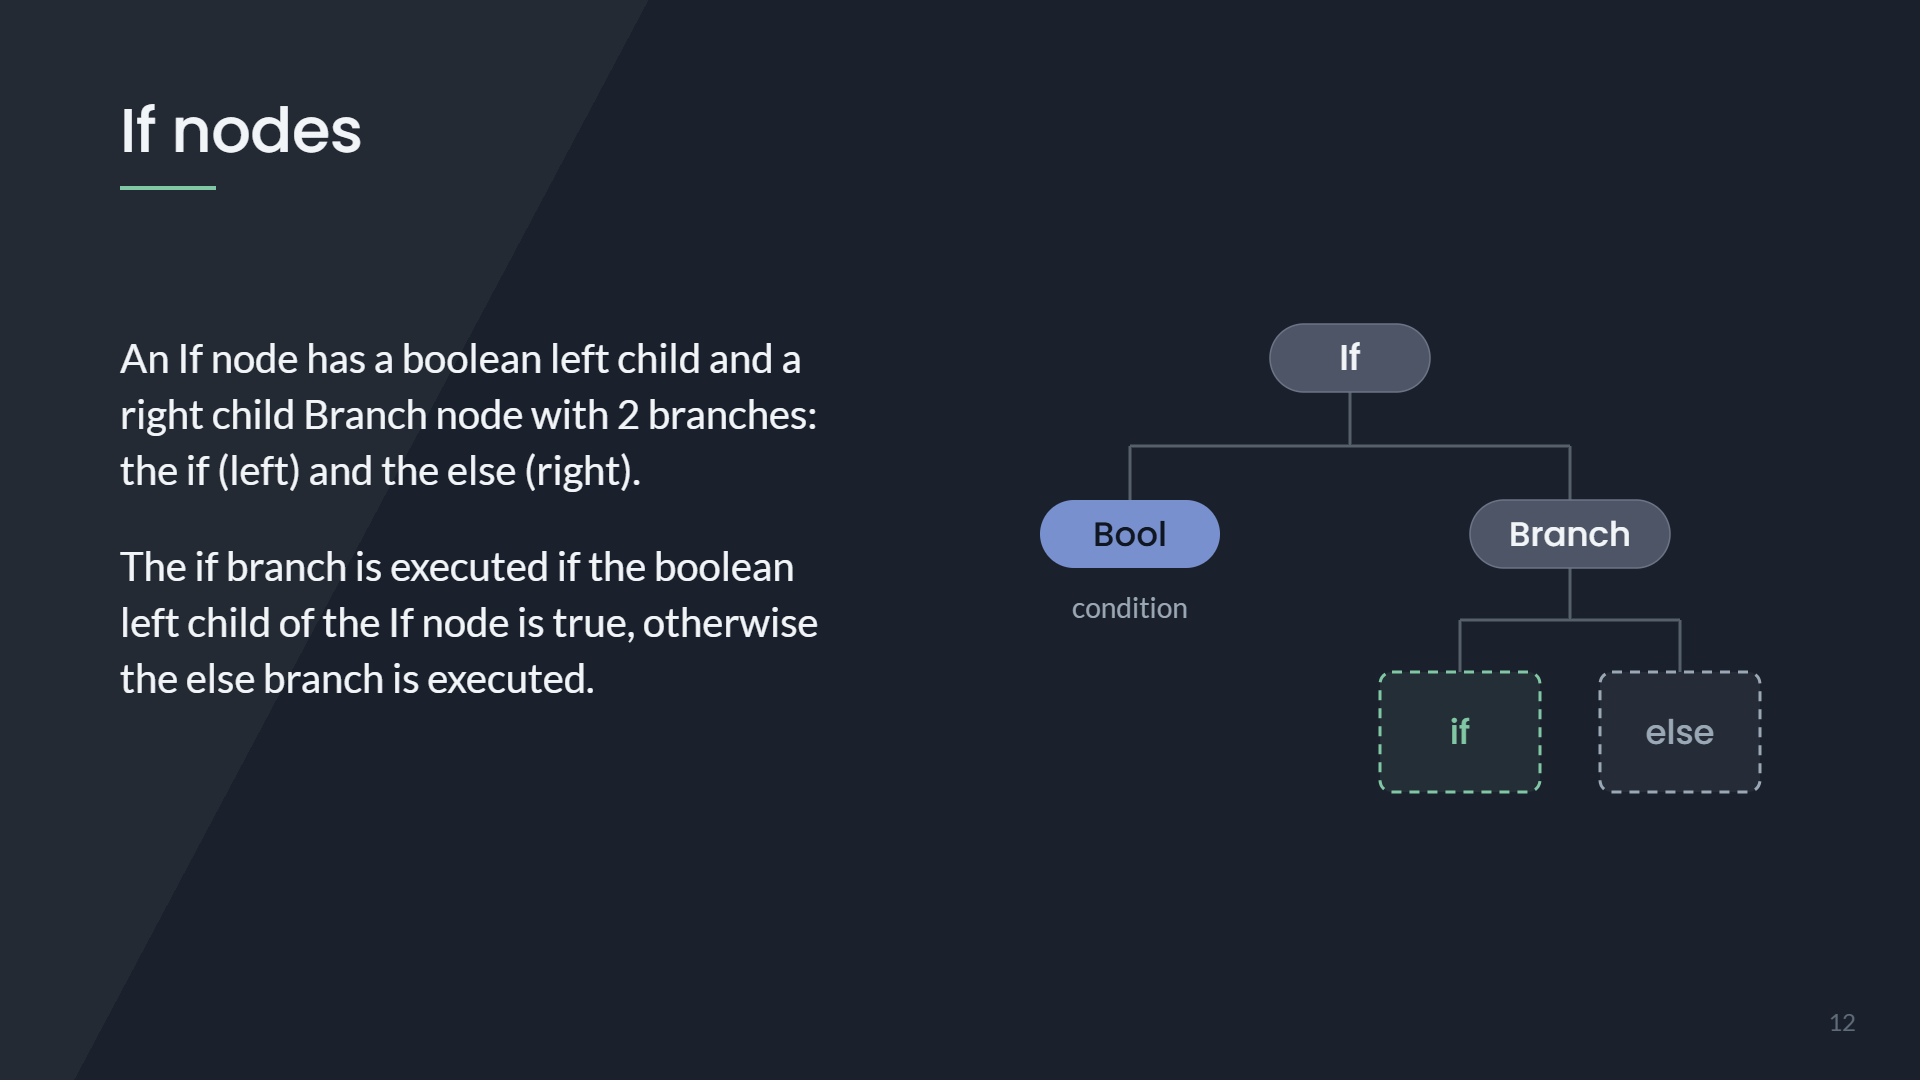 If nodes
An If node has a boolean left child and a
right child Branch node with 2 branches:
the if (left) and the else (right).
The if branch is executed if the boolean
left child of the If node is true, otherwise
the else branch is executed.
If
Bool
Branch
condition
if
else
12